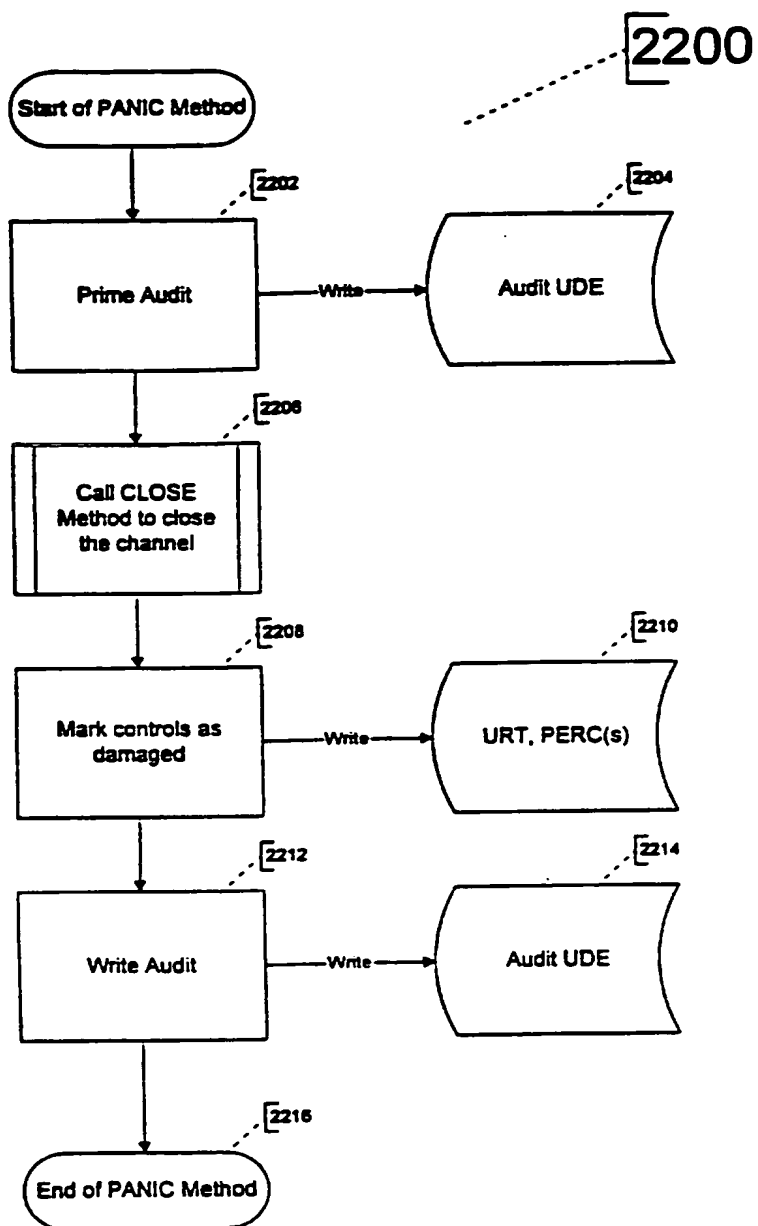 2200
Start of PANIC Method
2202
2204
Prime Audit
Write
Audit UDE
2206
Call CLOSE
Method to close
the channel
2208
2210
Mark controls as
damaged
Write
URT, PERC(s)
2212
2214
Write Audit
Write
Audit UDE
2216
End of PANIC Method